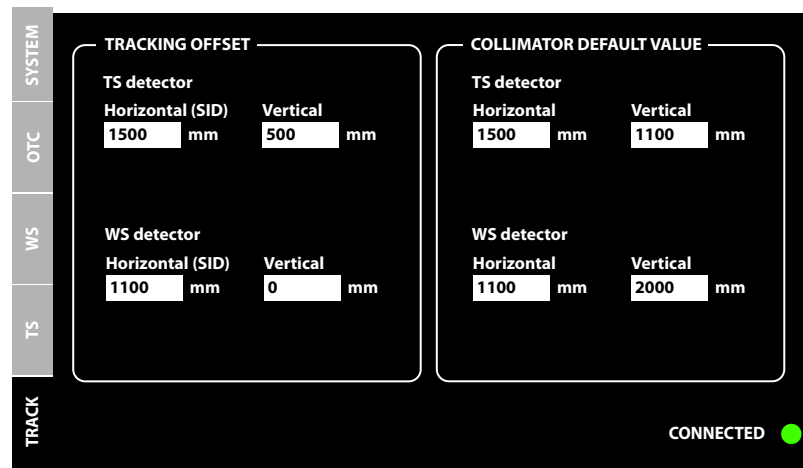 SYSTEM
OTC
WS
TS
TRACK
TRACKING OFFSET
TS detector
Horizontal (SID) Vertical
1500 mm 500 mm
WS detector
Horizontal (SID) Vertical
1100 mm 0 mm
COLLIMATOR DEFAULT VALUE
TS detector
Horizontal Vertical
1500 mm 1100 mm
WS detector
Horizontal Vertical
1100 mm 2000 mm
CONNECTED